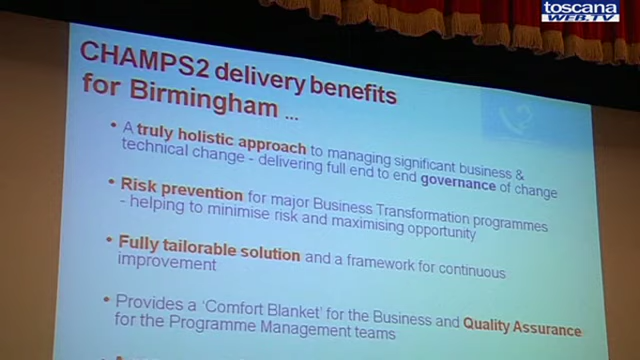 toscana
WEB.TV
CHAMPS2 delivery benefits
for Birmingham ...
• A truly holistic approach to managing significant business &
technical change - delivering full end to end governance of change
• Risk prevention for major Business Transformation programmes
- helping to minimise risk and maximising opportunity
• Fully tailorable solution and a framework for continuous
improvement
• Provides a 'Comfort Blanket' for the Business and Quality Assurance
for the Programme Management teams